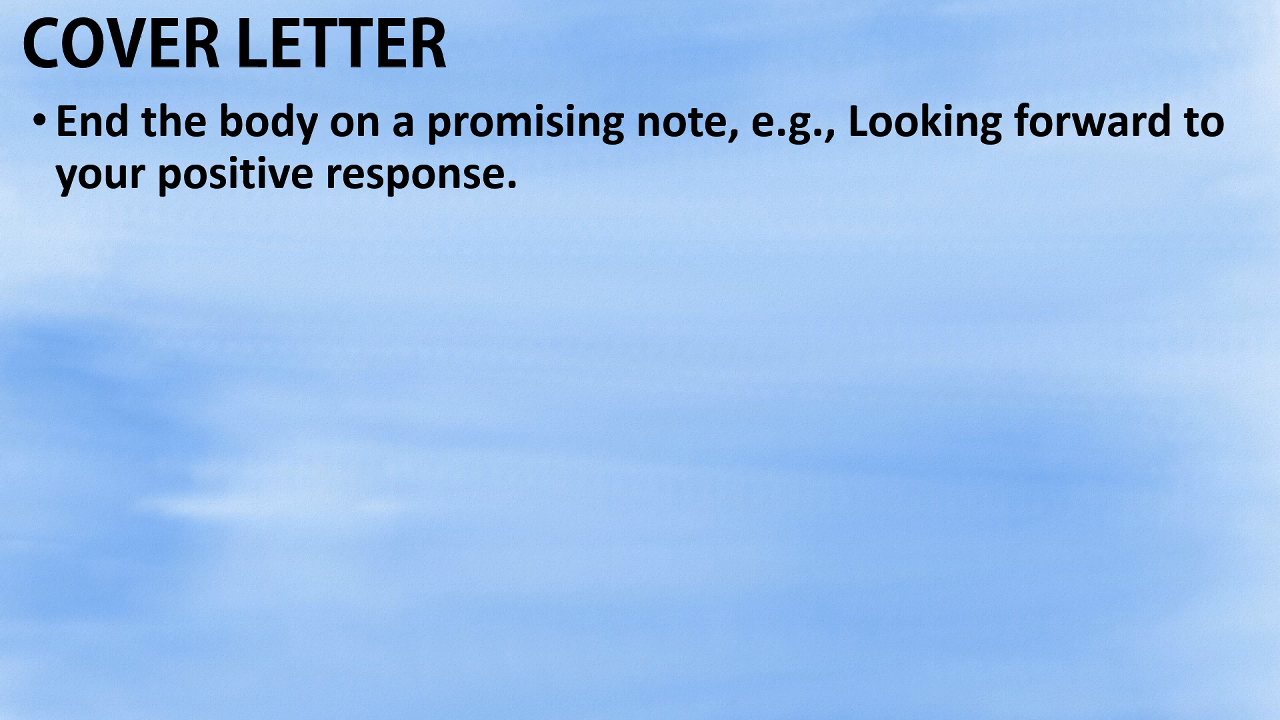 COVER LETTER
• End the body on a promising note, e.g., Looking forward to
your positive response.